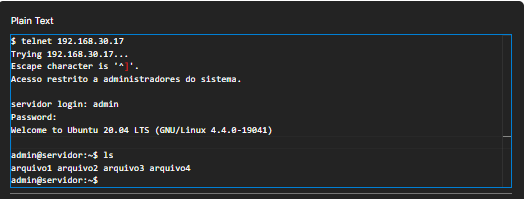 Plain Text
$ telnet 192.168.30.17
Trying 192.168.30.17...
Escape character is '^]'.
Acesso restrito a administradores do sistema.
servidor login: admin
Password:
Welcome to Ubuntu 20.04 LTS (GNU/Linux 4.4.0-19041)
admin@servidor:~$ ls
arquivo1 arquivo2 arquivo3 arquivo4
admin@servidor:~$